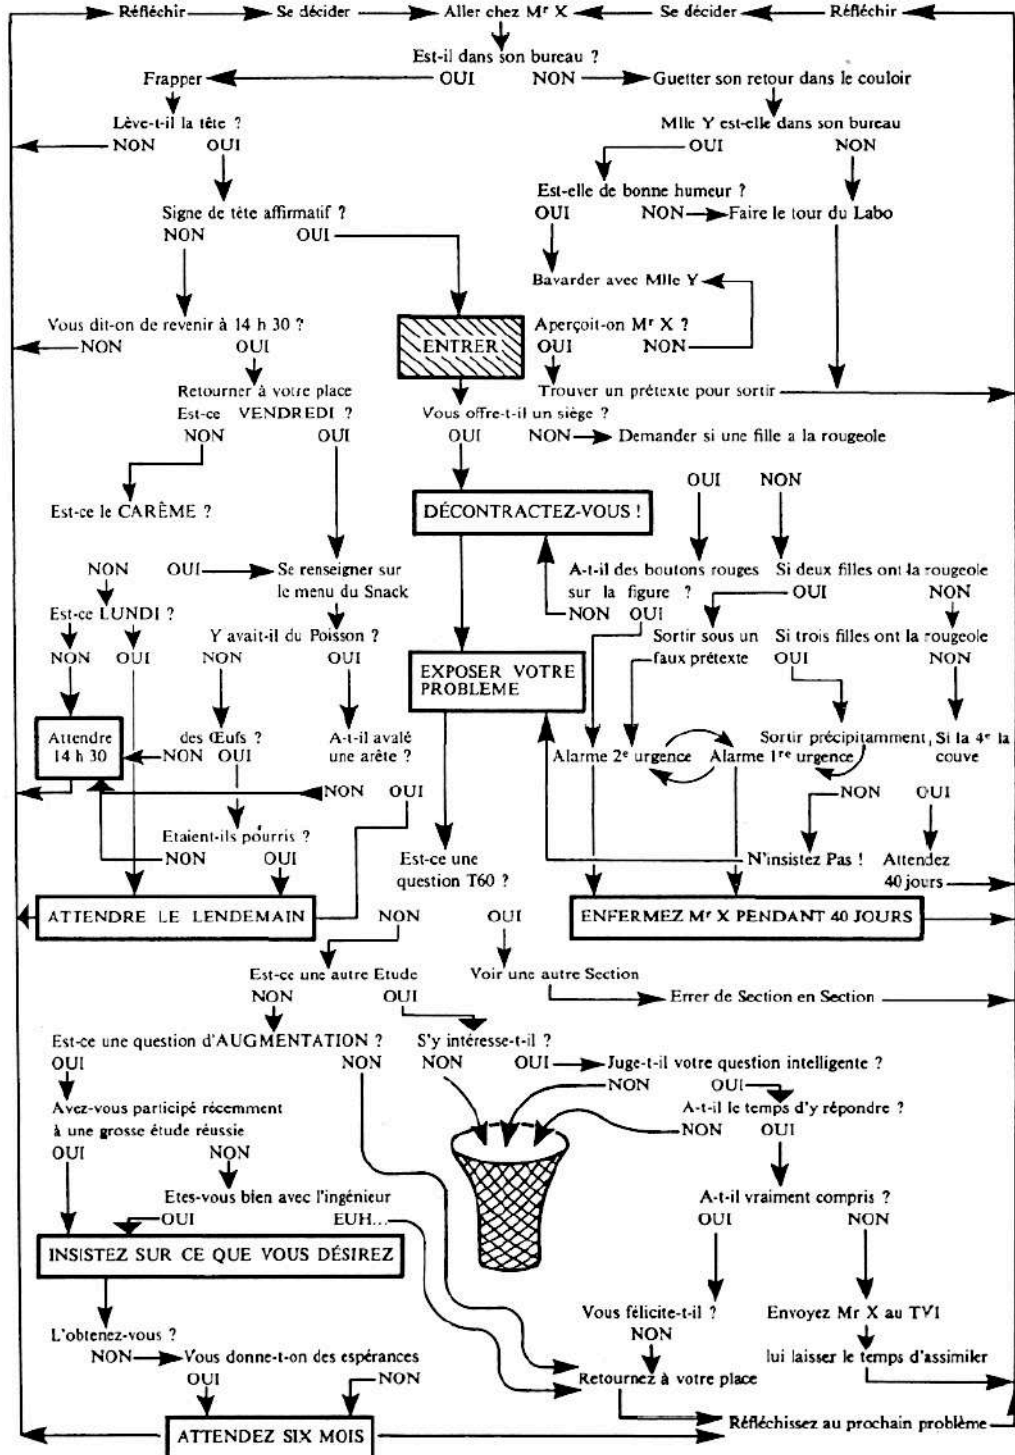 Réfléchir Se décider Aller chez Mr X Se décider Réfléchir
Est-il dans son bureau ?
Frapper OUI NON Guetter son retour dans le couloir
Lève-t-il la tête ? Mlle Y est-elle dans son bureau
NON OUI OUI NON
Est-elle de bonne humeur ?
Signe de tête affirmatif ? OUI NON Faire le tour du Labo
NON OUI
Bavarder avec Mlle Y
Vous dit-on de revenir à 14 h 30 ? Aperçoit-on Mr X ?
NON OUI ENTRER OUI NON
Retourner à votre place Trouver un prétexte pour sortir
Est-ce VENDREDI ? Vous offre-t-il un siège ?
NON OUI OUI NON Demander si une fille a la rougeole
OUI NON
Est-ce le CARÊME ? DÉCONTRACTEZ-VOUS !
NON OUI Se renseigner sur A-t-il des boutons rouges Si deux filles ont la rougeole
le menu du Snack sur la figure ? OUI NON
Est-ce LUNDI ? NON OUI
Y avait-il du Poisson ? Sortir sous un Si trois filles ont la rougeole
NON OUI NON OUI faux prétexte OUI NON
EXPOSER VOTRE
PROBLEME
Attendre des Œufs ? A-t-il avalé Sortir précipitamment, Si la 4e la
14 h 30 NON OUI une arête ? Alarme 2e urgence Alarme 1re urgence couve
NON OUI NON OUI
Etaient-ils pourris ?
NON OUI Est-ce une N'insistez Pas ! Attendez
question T60 ? 40 jours
ATTENDRE LE LENDEMAIN NON OUI ENFERMEZ Mr X PENDANT 40 JOURS
Est-ce une autre Etude Voir une autre Section
NON OUI Errer de Section en Section
Est-ce une question d'AUGMENTATION ? S'y intéresse-t-il ?
OUI NON NON OUI Juge-t-il votre question intelligente ?
NON OUI
Avez-vous participé récemment A-t-il le temps d'y répondre ?
à une grosse étude réussie NON OUI
OUI NON
Etes-vous bien avec l'ingénieur A-t-il vraiment compris ?
OUI EUH... OUI NON
INSISTEZ SUR CE QUE VOUS DÉSIREZ
Vous félicite-t-il ? Envoyez Mr X au TVI
L'obtenez-vous ? NON
NON Vous donne-t-on des espérances lui laisser le temps d'assimiler
OUI NON Retournez à votre place
ATTENDEZ SIX MOIS Réfléchissez au prochain problème